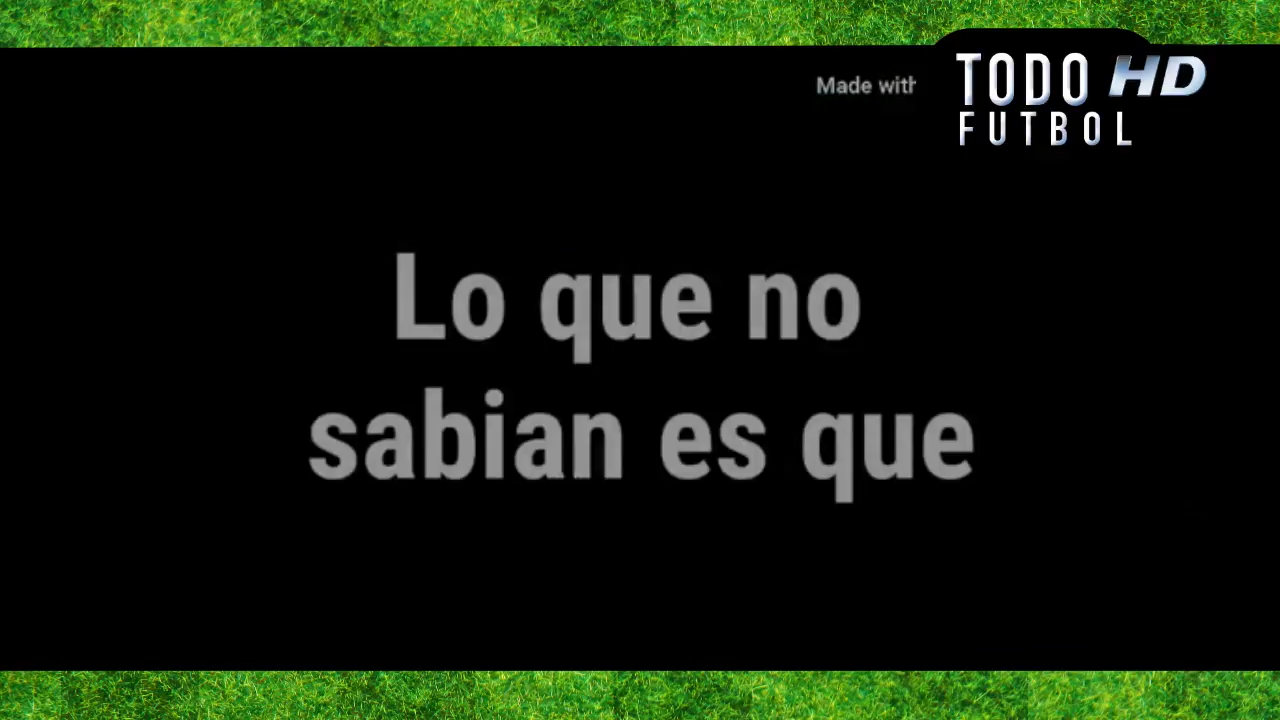 Made with
TODO HD
FUTBOL
Lo que no
sabian es que